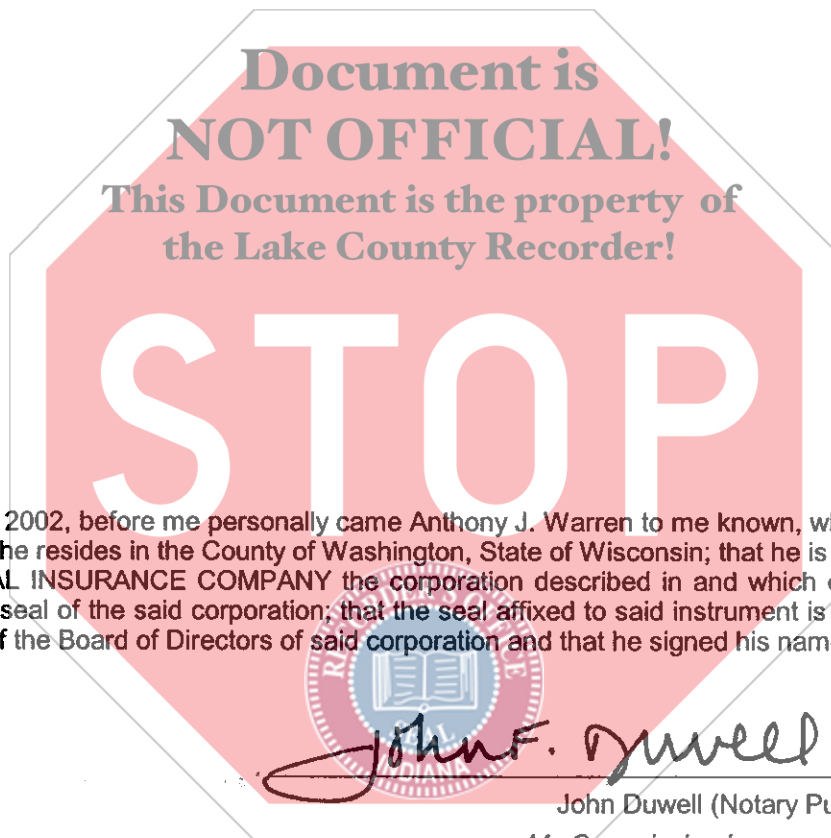 Document is
NOT OFFICIAL!
This Document is the property of
the Lake County Recorder!
STOP
2002, before me personally came Anthony J. Warren to me known, w
he resides in the County of Washington, State of Wisconsin; that he is
L INSURANCE COMPANY the corporation described in and which
seal of the said corporation; that the seal affixed to said instrument is
f the Board of Directors of said corporation and that he signed his nam
RECORDER'S OFFICE
SEAL
INDIANA
John F. Duwell
John Duwell (Notary Pu